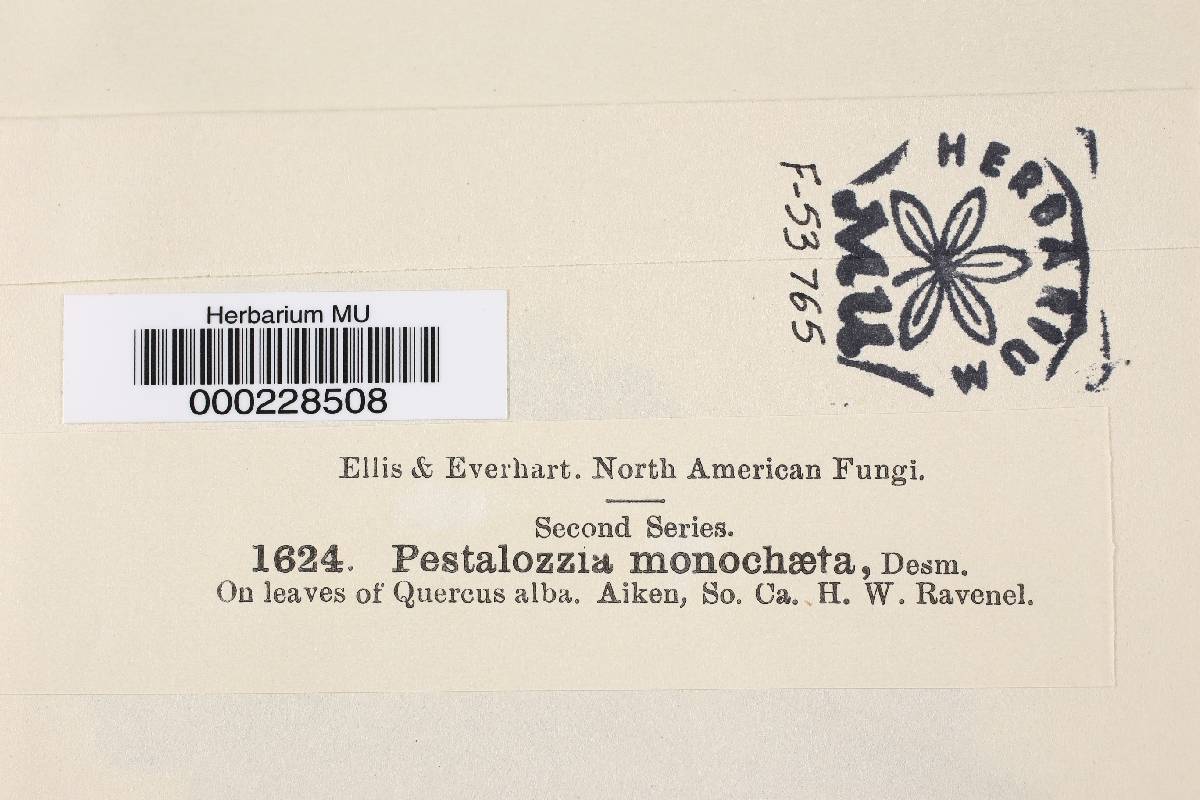 HERBARIUM
MU
F-53765
Herbarium MU
000228508
Ellis & Everhart. North American Fungi.
Second Series.
1624. Pestalozzia monochæta, Desm.
On leaves of Quercus alba. Aiken, So. Ca. H. W. Ravenel.